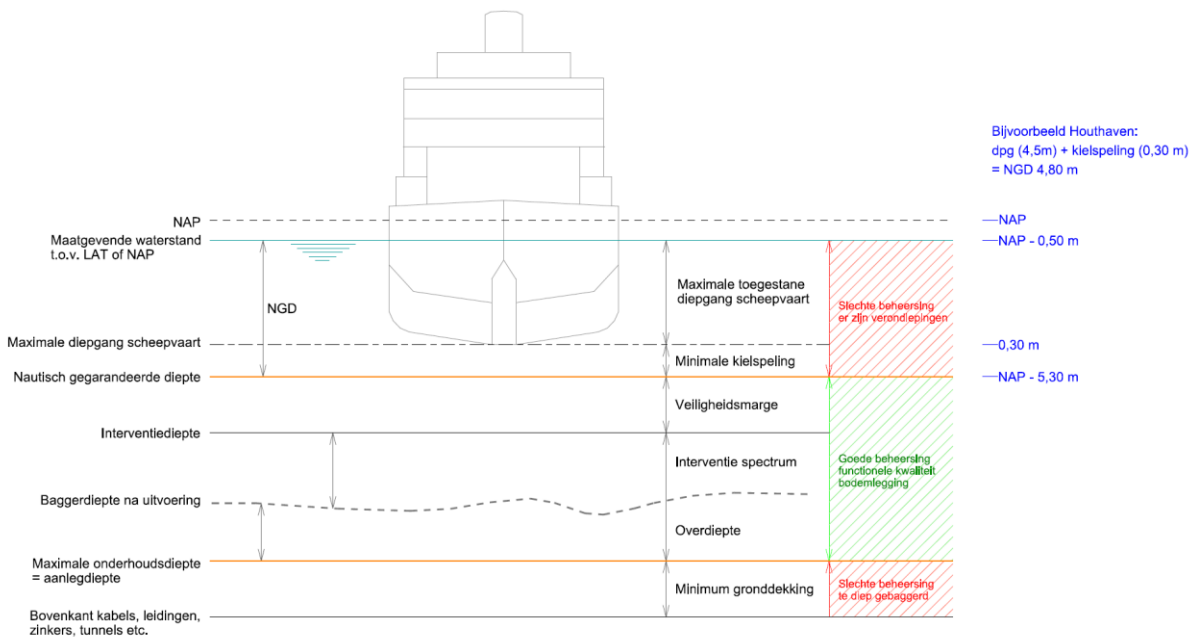 Bijvoorbeeld Houthaven:
dpg (4,5m) + kielspeling (0,30 m)
= NGD 4,80 m
NAP
NAP
Maatgevende waterstand
t.o.v. LAT of NAP
NAP - 0,50 m
NGD
Maximale toegestane
diepgang scheepvaart
Slechte beheersing
er zijn verondiepingen
Maximale diepgang scheepvaart
0,30 m
Minimale kielspeling
Nautisch gegarandeerde diepte
NAP - 5,30 m
Veiligheidsmarge
Interventiediepte
Interventie spectrum
Goede beheersing
functionele kwaliteit
bodemlegging
Baggerdiepte na uitvoering
Overdiepte
Maximale onderhoudsdiepte
= aanlegdiepte
Minimum gronddekking
Slechte beheersing
te diep gebaggerd
Bovenkant kabels, leidingen,
zinkers, tunnels etc.